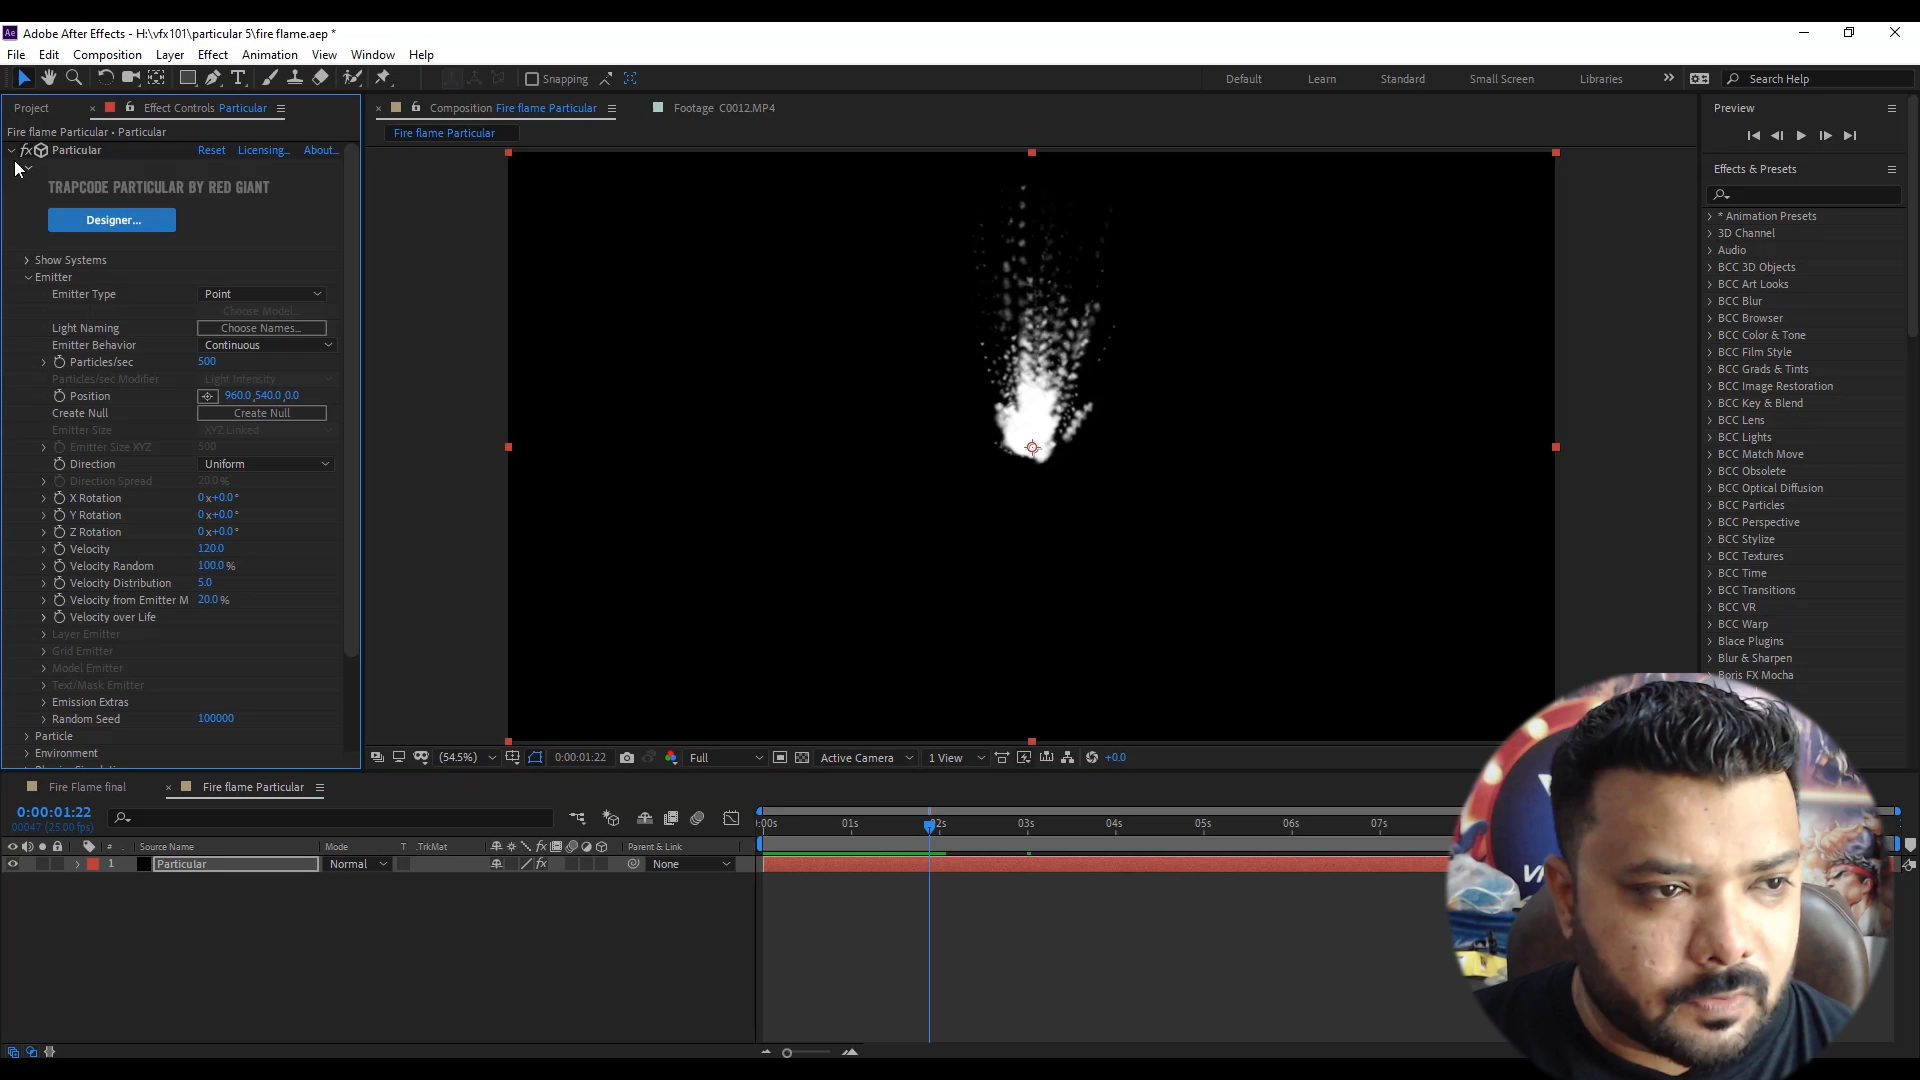 Ae Adobe After Effects - H:\vfx101\particular 5\fire flame.aep *
File Edit Composition Layer Effect Animation View Window Help
Snapping
Default Learn Standard Small Screen Libraries Search Help
Project Effect Controls Particular
Fire flame Particular • Particular
fx Particular Reset Licensing... About...
TRAPCODE PARTICULAR BY RED GIANT
Designer...
Show Systems
Emitter
Emitter Type Point
Choose Model...
Light Naming Choose Names...
Emitter Behavior Continuous
Particles/sec 500
Particles/sec Modifier Light Intensity
Position 960.0,540.0,0.0
Create Null Create Null
Emitter Size XYZ Linked
Emitter Size XYZ 500
Direction Uniform
Direction Spread 20.0 %
X Rotation 0x+0.0°
Y Rotation 0x+0.0°
Z Rotation 0x+0.0°
Velocity 120.0
Velocity Random 100.0 %
Velocity Distribution 5.0
Velocity from Emitter M 20.0 %
Velocity over Life
Layer Emitter
Grid Emitter
Model Emitter
Text/Mask Emitter
Emission Extras
Random Seed 100000
Particle
Environment
Composition Fire flame Particular Footage C0012.MP4
Fire flame Particular
(54.5%) 0:00:01:22 Full Active Camera 1 View +0.0
Preview
Effects & Presets
* Animation Presets
3D Channel
Audio
BCC 3D Objects
BCC Art Looks
BCC Blur
BCC Browser
BCC Color & Tone
BCC Film Style
BCC Grads & Tints
BCC Image Restoration
BCC Key & Blend
BCC Lens
BCC Lights
BCC Match Move
BCC Obsolete
BCC Optical Diffusion
BCC Particles
BCC Perspective
BCC Stylize
BCC Textures
BCC Time
BCC Transitions
BCC VR
BCC Warp
Blace Plugins
Blur & Sharpen
Boris FX Mocha
Fire Flame final Fire flame Particular
0:00:01:22
00047 (25.00 fps)
:00s 01s 02s 03s 04s 05s 06s 07s
# Source Name Mode T .TrkMat fx Parent & Link
1 Particular Normal fx None